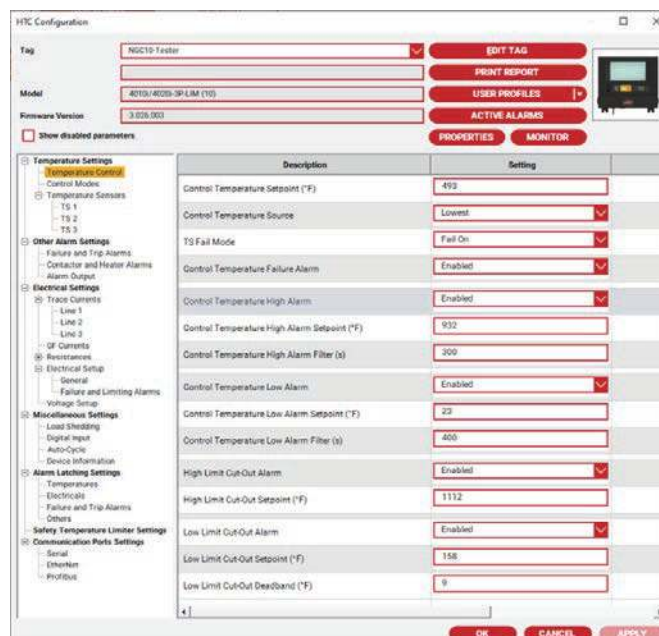 HTC Configuration
Tag
NGC10-Tester
EDIT TAG
PRINT REPORT
Model
4010i/4020i-3P-LIM (10)
USER PROFILES
Firmware Version
3.026.003
ACTIVE ALARMS
Show disabled parameters
PROPERTIES
MONITOR
Temperature Settings
Temperature Control
Control Modes
Temperature Sensors
TS 1
TS 2
TS 3
Other Alarm Settings
Failure and Trip Alarms
Contactor and Heater Alarms
Alarm Output
Electrical Settings
Trace Currents
Line 1
Line 2
Line 3
GF Currents
Resistances
Electrical Setup
General
Failure and Limiting Alarms
Voltage Setup
Miscellaneous Settings
Load Shedding
Digital Input
Auto-Cycle
Device Information
Alarm Latching Settings
Temperatures
Electricals
Failure and Trip Alarms
Others
Safety Temperature Limiter Settings
Communication Ports Settings
Serial
EtherNet
Profibus
Description Setting
Control Temperature Setpoint (°F) 493
Control Temperature Source Lowest
TS Fail Mode Fail On
Control Temperature Failure Alarm Enabled
Control Temperature High Alarm Enabled
Control Temperature High Alarm Setpoint (°F) 932
Control Temperature High Alarm Filter (s) 300
Control Temperature Low Alarm Enabled
Control Temperature Low Alarm Setpoint (°F) 23
Control Temperature Low Alarm Filter (s) 400
High Limit Cut-Out Alarm Enabled
High Limit Cut-Out Setpoint (°F) 1112
Low Limit Cut-Out Alarm Enabled
Low Limit Cut-Out Setpoint (°F) 158
Low Limit Cut-Out Deadband (°F) 9
OK
CANCEL
APPLY